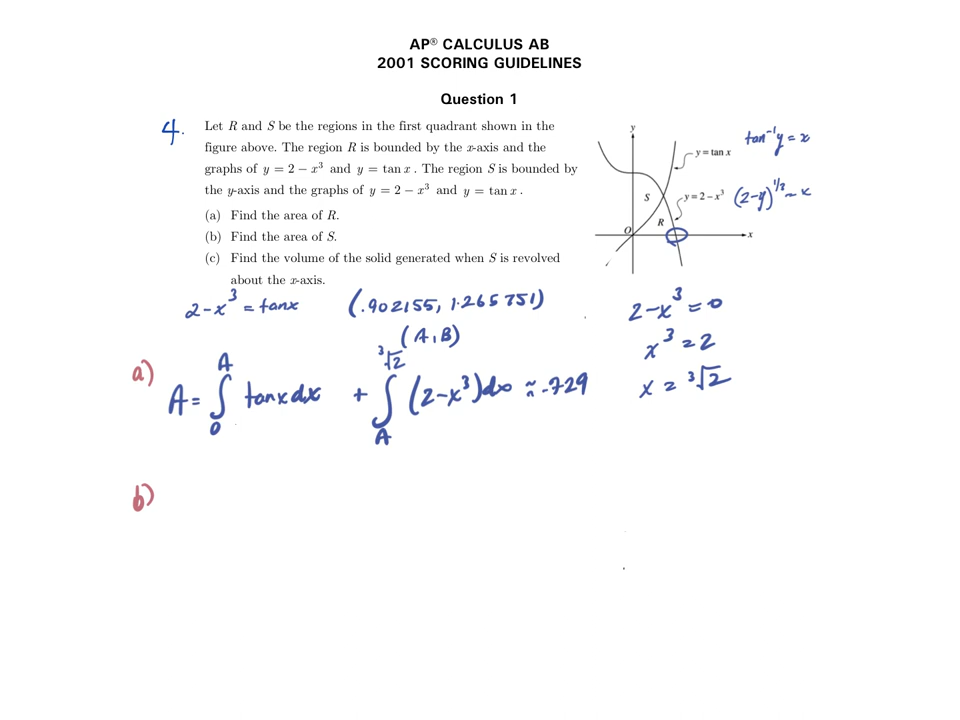 AP® CALCULUS AB
2001 SCORING GUIDELINES
Question 1
4.
Let R and S be the regions in the first quadrant shown in the
figure above. The region R is bounded by the x-axis and the
graphs of y = 2 − x³ and y = tan x . The region S is bounded by
the y-axis and the graphs of y = 2 − x³ and y = tan x .
(a) Find the area of R.
(b) Find the area of S.
(c) Find the volume of the solid generated when S is revolved
about the x-axis.
y
y = tan x
tan⁻¹y = x
S
y = 2 − x³
(2-y)^1/3 = x
R
O
x
2-x³ = tanx (.902155, 1.265751)
(A,B)
2-x³ = 0
x³ = 2
x = ³√2
a)
A = ∫₀ᴬ tanx dx + ∫_A^³√2 (2-x³)dx ≈ .729
b)